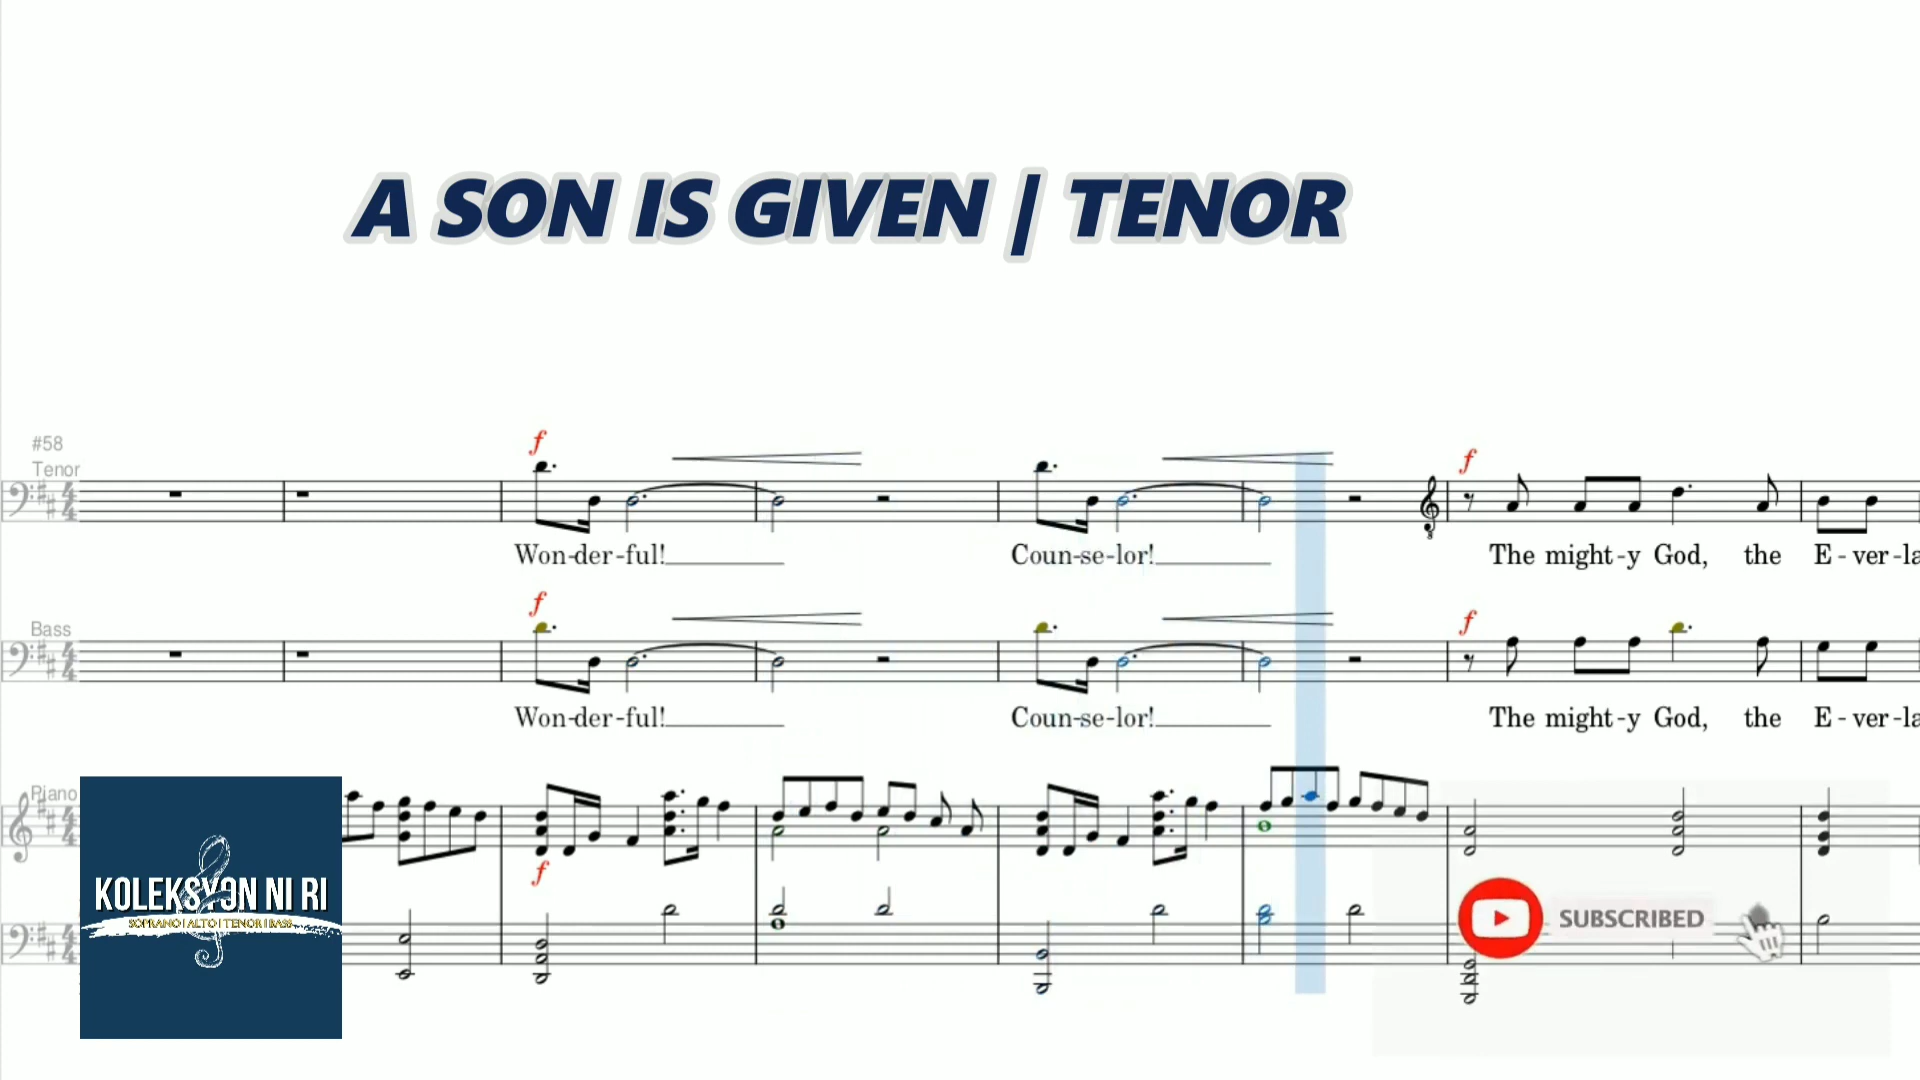 A SON IS GIVEN | TENOR
#58
Tenor
f
f
Won-der-ful! Coun-se-lor! The might-y God, the E-ver-la
f
f
Bass
Won-der-ful! Coun-se-lor! The might-y God, the E-ver-la
Piano
f
KOLEKSYON NI RI
SOPRANO | ALTO | TENOR | BASS
SUBSCRIBED